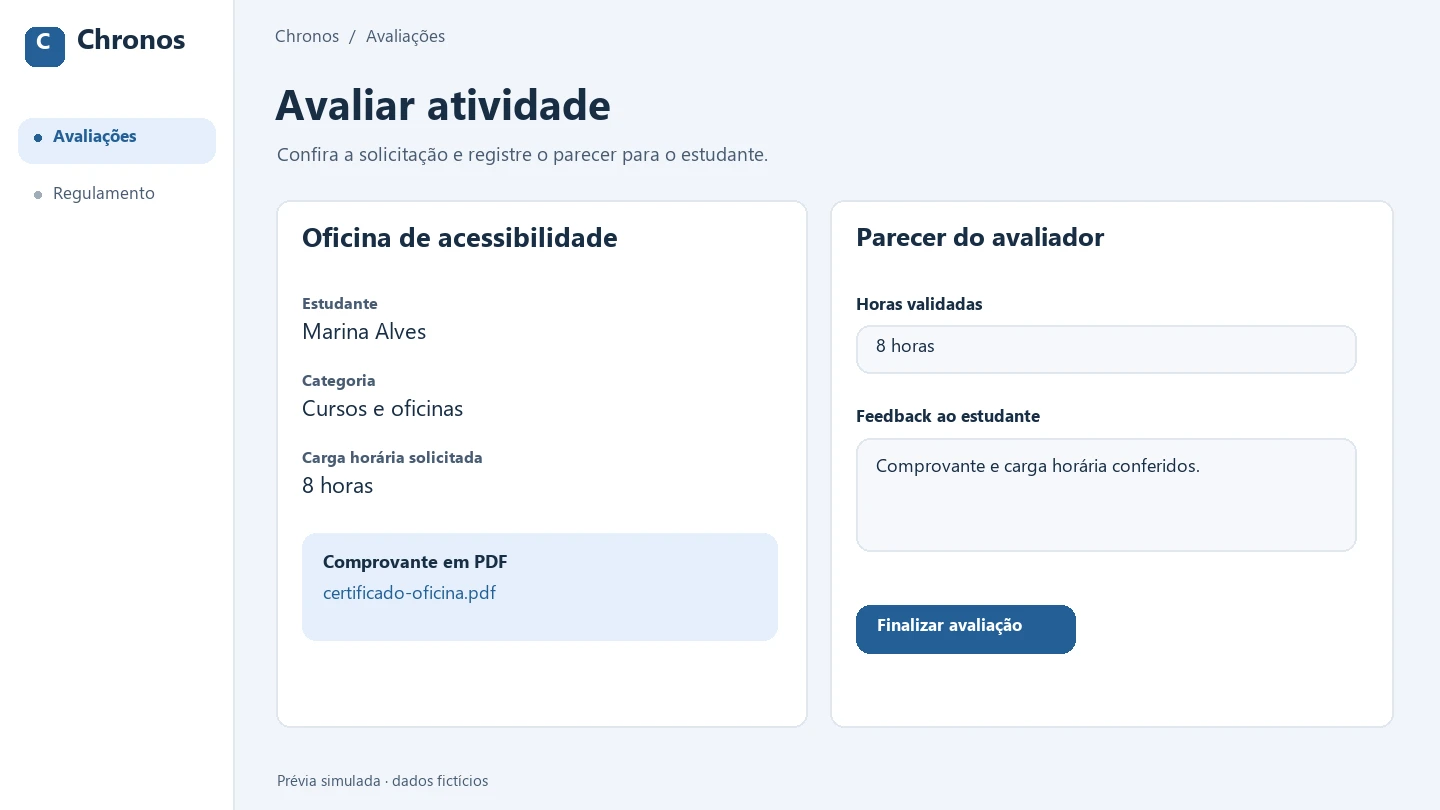 C Chronos
Avaliações
Regulamento
Chronos / Avaliações
Avaliar atividade
Confira a solicitação e registre o parecer para o estudante.
Oficina de acessibilidade
Estudante
Marina Alves
Categoria
Cursos e oficinas
Carga horária solicitada
8 horas
Comprovante em PDF
certificado-oficina.pdf
Parecer do avaliador
Horas validadas
8 horas
Feedback ao estudante
Comprovante e carga horária conferidos.
Finalizar avaliação
Prévia simulada · dados fictícios